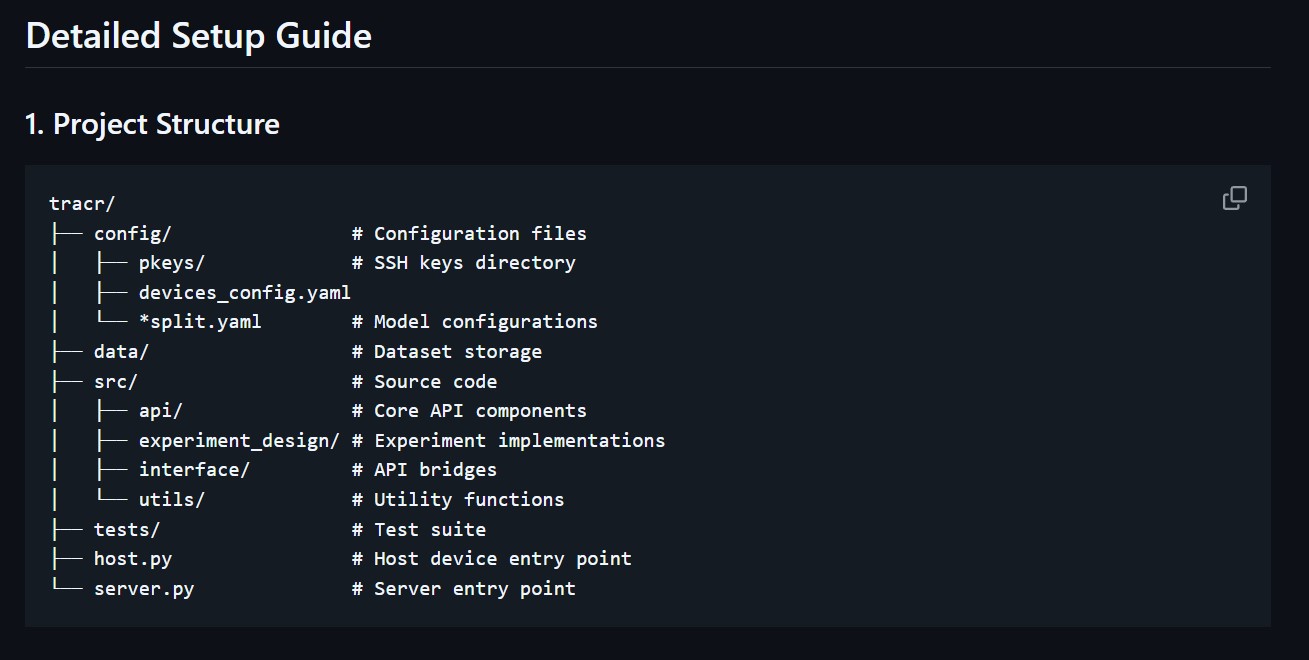 Detailed Setup Guide
1. Project Structure
tracr/
├── config/                # Configuration files
│   ├── pkeys/             # SSH keys directory
│   ├── devices_config.yaml
│   └── *split.yaml        # Model configurations
├── data/                  # Dataset storage
├── src/                   # Source code
│   ├── api/               # Core API components
│   ├── experiment_design/ # Experiment implementations
│   ├── interface/         # API bridges
│   └── utils/             # Utility functions
├── tests/                 # Test suite
├── host.py                # Host device entry point
└── server.py              # Server entry point